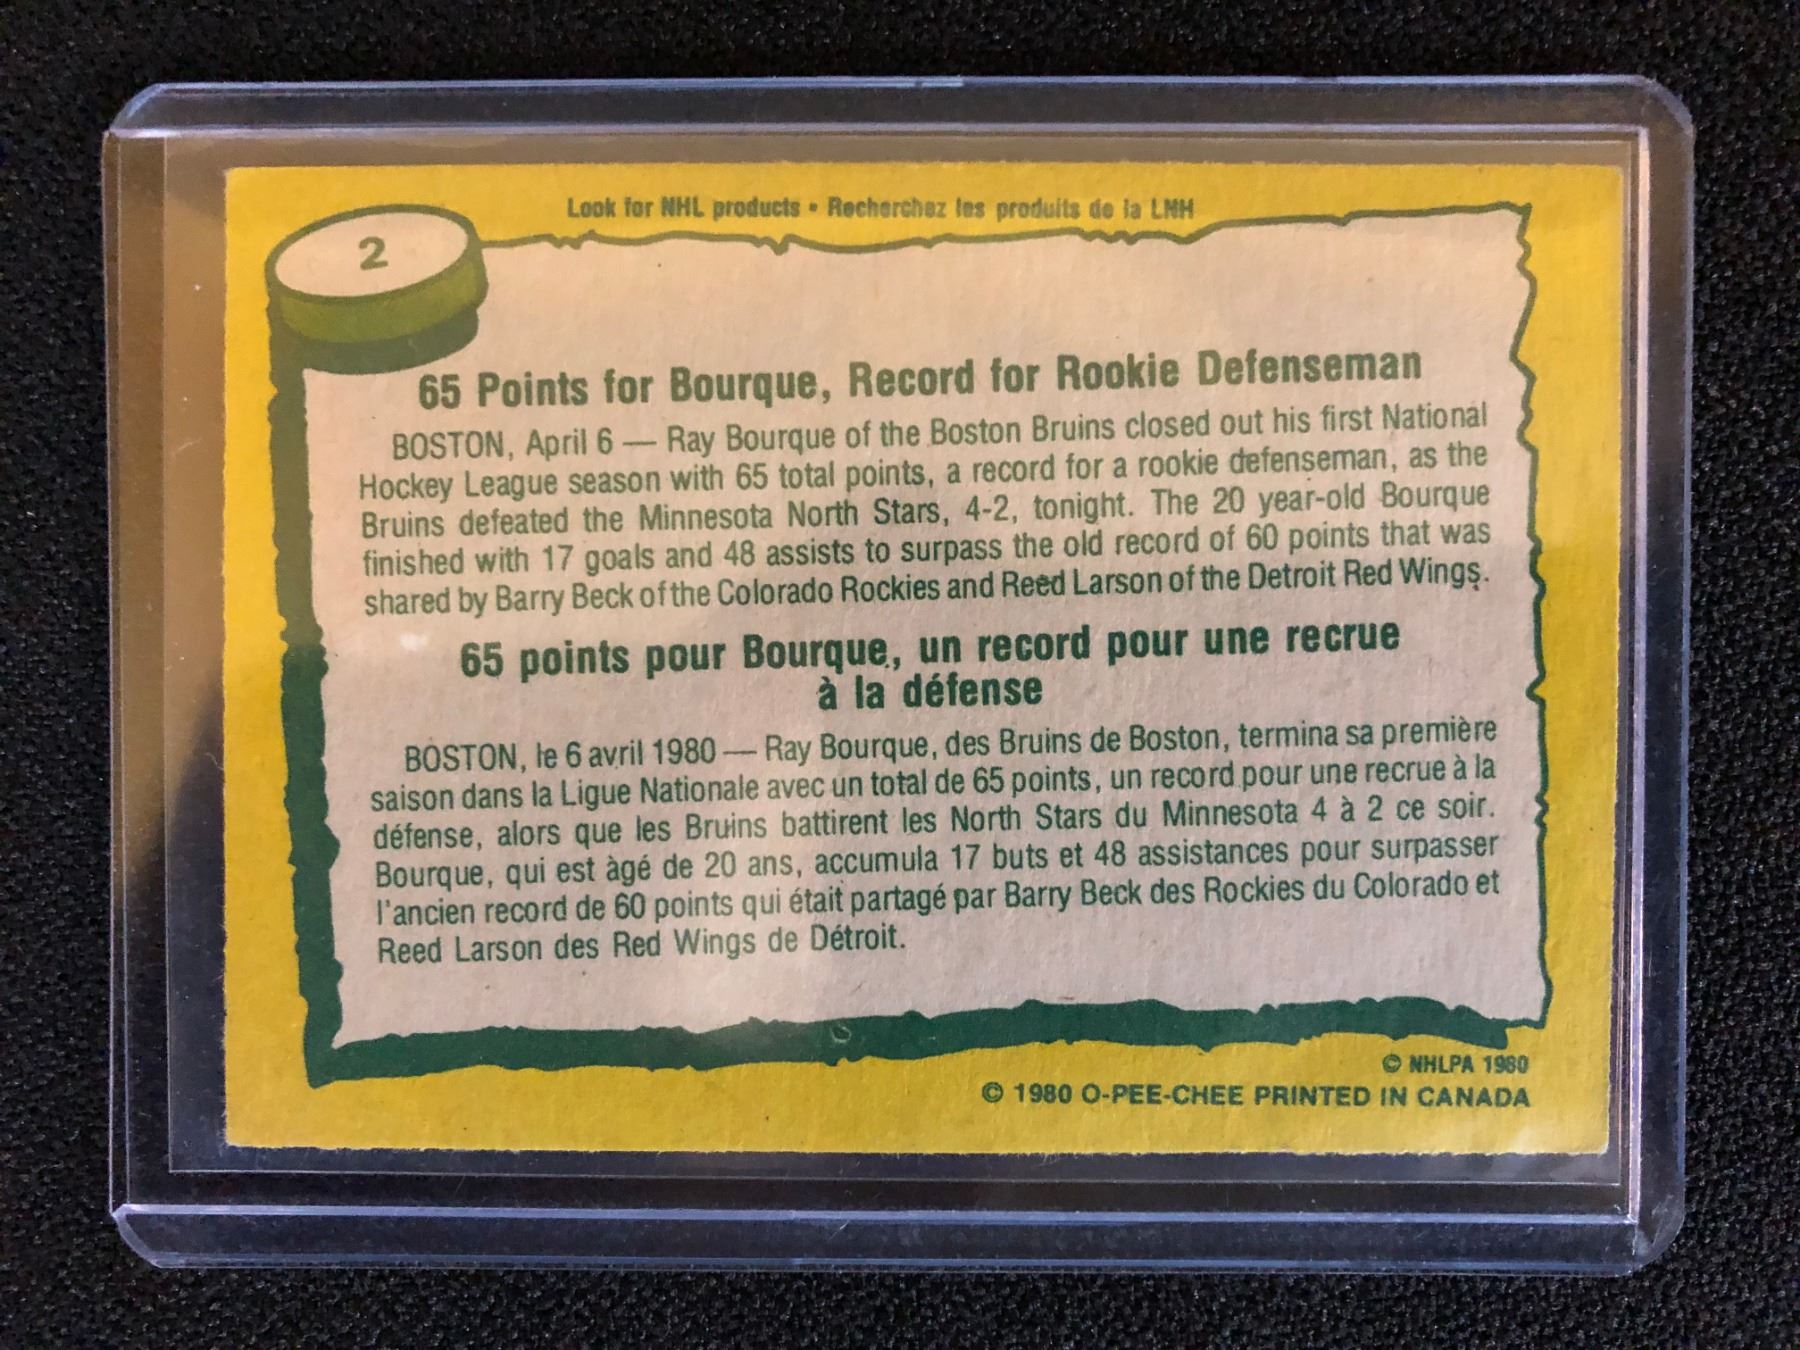 Look for NHL products • Recherchez les produits de la LNH
2
65 Points for Bourque, Record for Rookie Defenseman
BOSTON, April 6 — Ray Bourque of the Boston Bruins closed out his first National
Hockey League season with 65 total points, a record for a rookie defenseman, as the
Bruins defeated the Minnesota North Stars, 4-2, tonight. The 20 year-old Bourque
finished with 17 goals and 48 assists to surpass the old record of 60 points that was
shared by Barry Beck of the Colorado Rockies and Reed Larson of the Detroit Red Wings.
65 points pour Bourque, un record pour une recrue
à la défense
BOSTON, le 6 avril 1980 — Ray Bourque, des Bruins de Boston, termina sa première
saison dans la Ligue Nationale avec un total de 65 points, un record pour une recrue à la
défense, alors que les Bruins battirent les North Stars du Minnesota 4 à 2 ce soir.
Bourque, qui est àgé de 20 ans, accumula 17 buts et 48 assistances pour surpasser
l'ancien record de 60 points qui était partagé par Barry Beck des Rockies du Colorado et
Reed Larson des Red Wings de Détroit.
© NHLPA 1980
© 1980 O-PEE-CHEE PRINTED IN CANADA